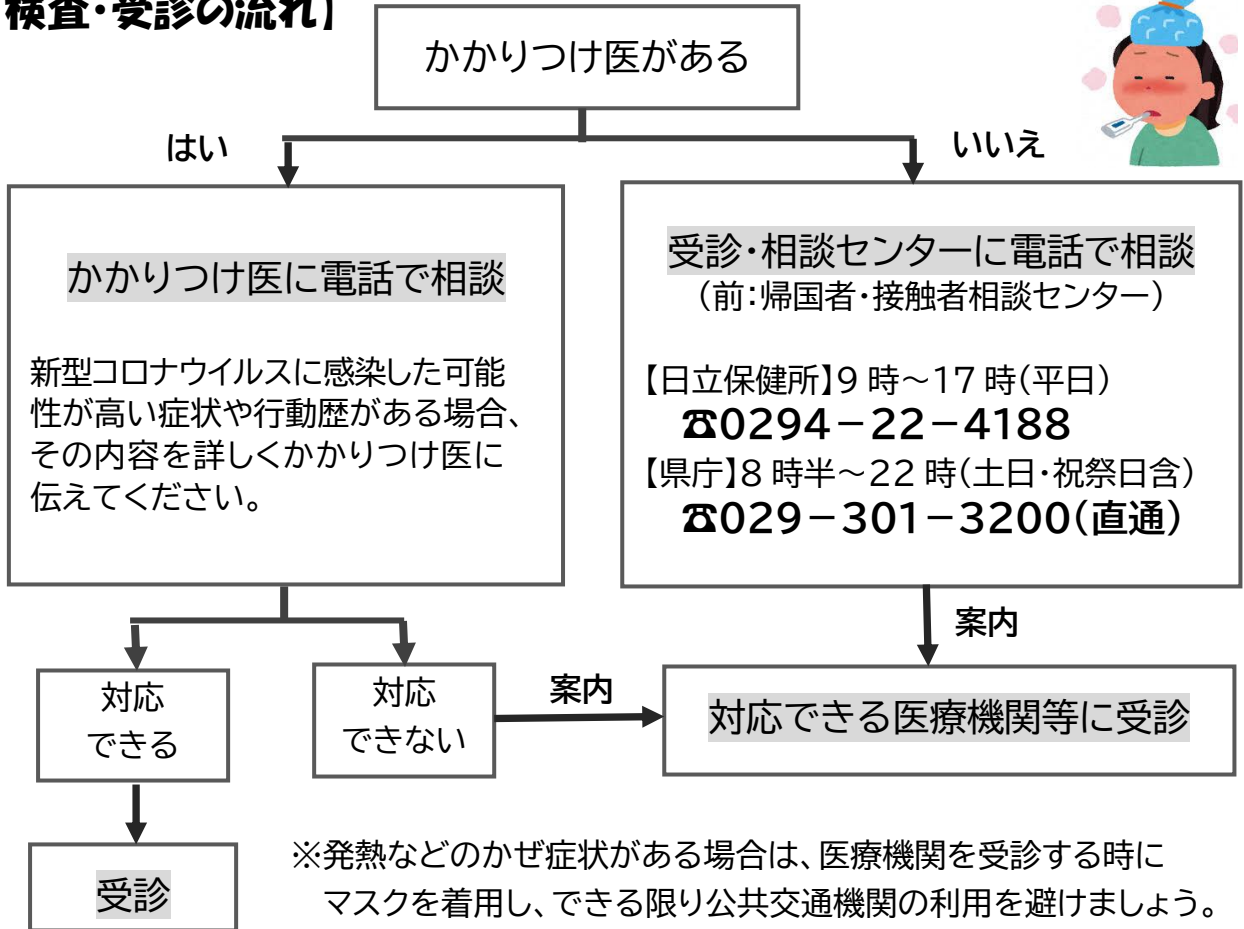 検査・受診の流れ】
かかりつけ医がある
はい
いいえ
かかりつけ医に電話で相談
新型コロナウイルスに感染した可能
性が高い症状や行動歴がある場合、
その内容を詳しくかかりつけ医に
伝えてください。
受診・相談センターに電話で相談
（前：帰国者・接触者相談センター）
【日立保健所】9時～17時（平日）
☎0294－22－4188
【県庁】8時半～22時（土日・祝祭日含）
☎029－301－3200（直通）
案内
対応
できる
対応
できない
案内
対応できる医療機関等に受診
受診
※発熱などのかぜ症状がある場合は、医療機関を受診する時に
マスクを着用し、できる限り公共交通機関の利用を避けましょう。